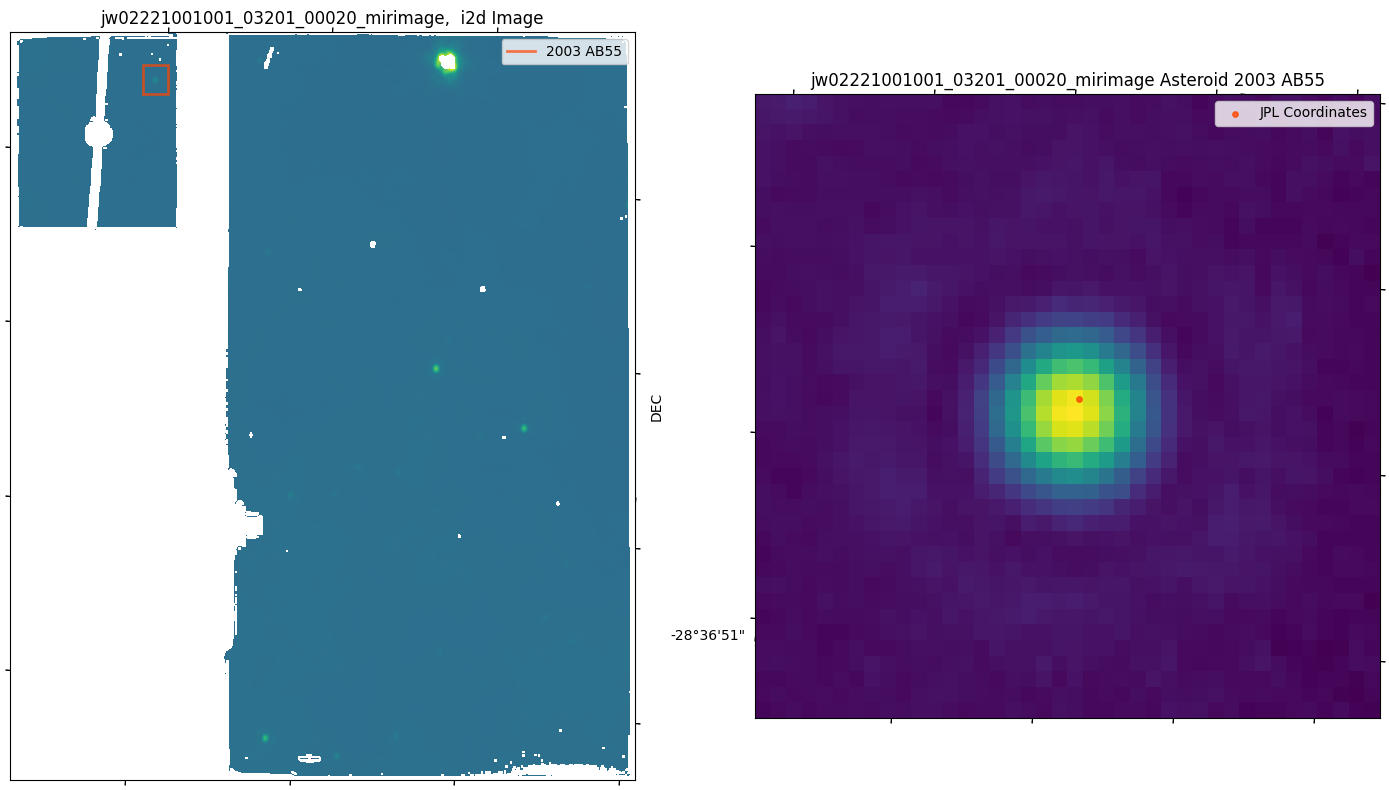 jw02221001001_03201_00020_mirimage,  i2d Image
2003 AB55
DEC
jw02221001001_03201_00020_mirimage Asteroid 2003 AB55
JPL Coordinates
-28°36'51"